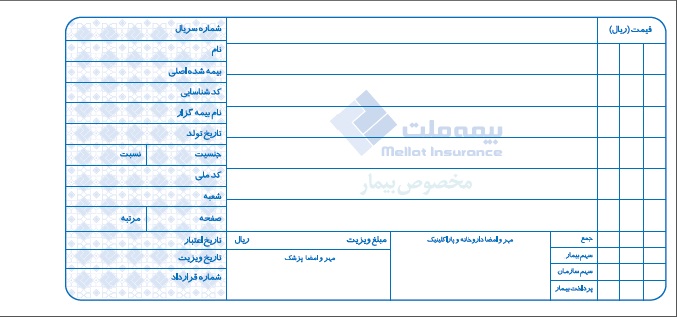 شماره سریال
نام
بیمه شده اصلی
کد شناسایی
نام بیمه گزار
تاریخ تولد
جنسیت نسبت
کد ملی
شعبه
صفحه مرتبه
تاریخ اعتبار
تاریخ ویزیت
شماره قرارداد
قیمت (ریال)
بیمه ملت
Mellat Insurance
مخصوص بیمار
مبلغ ویزیت ریال
مهر و امضا پزشک
مهر و امضا داروخانه و پاراکلینیک
جمع
سهم بیمار
سهم سازمان
پرداخت بیمار